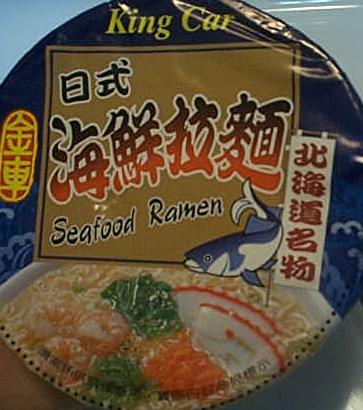 King Car
日式
金車
海鮮拉麵
Seafood Ramen
北海道名物